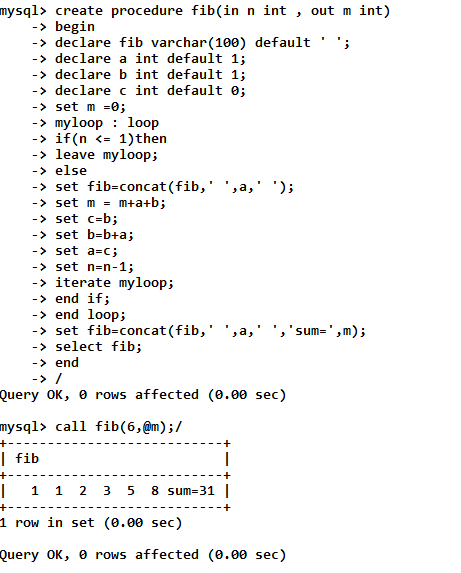 mysql> create procedure fib(in n int , out m int)
-> begin
-> declare fib varchar(100) default ' ';
-> declare a int default 1;
-> declare b int default 1;
-> declare c int default 0;
-> set m =0;
-> myloop : loop
-> if(n <= 1)then
-> leave myloop;
-> else
-> set fib=concat(fib,' ',a,' ');
-> set m = m+a+b;
-> set c=b;
-> set b=b+a;
-> set a=c;
-> set n=n-1;
-> iterate myloop;
-> end if;
-> end loop;
-> set fib=concat(fib,' ',a,' ','sum=',m);
-> select fib;
-> end
-> /
Query OK, 0 rows affected (0.00 sec)
mysql> call fib(6,@m);/
+---------------------------+
| fib |
+---------------------------+
| 1 1 2 3 5 8 sum=31 |
+---------------------------+
1 row in set (0.00 sec)
Query OK, 0 rows affected (0.00 sec)